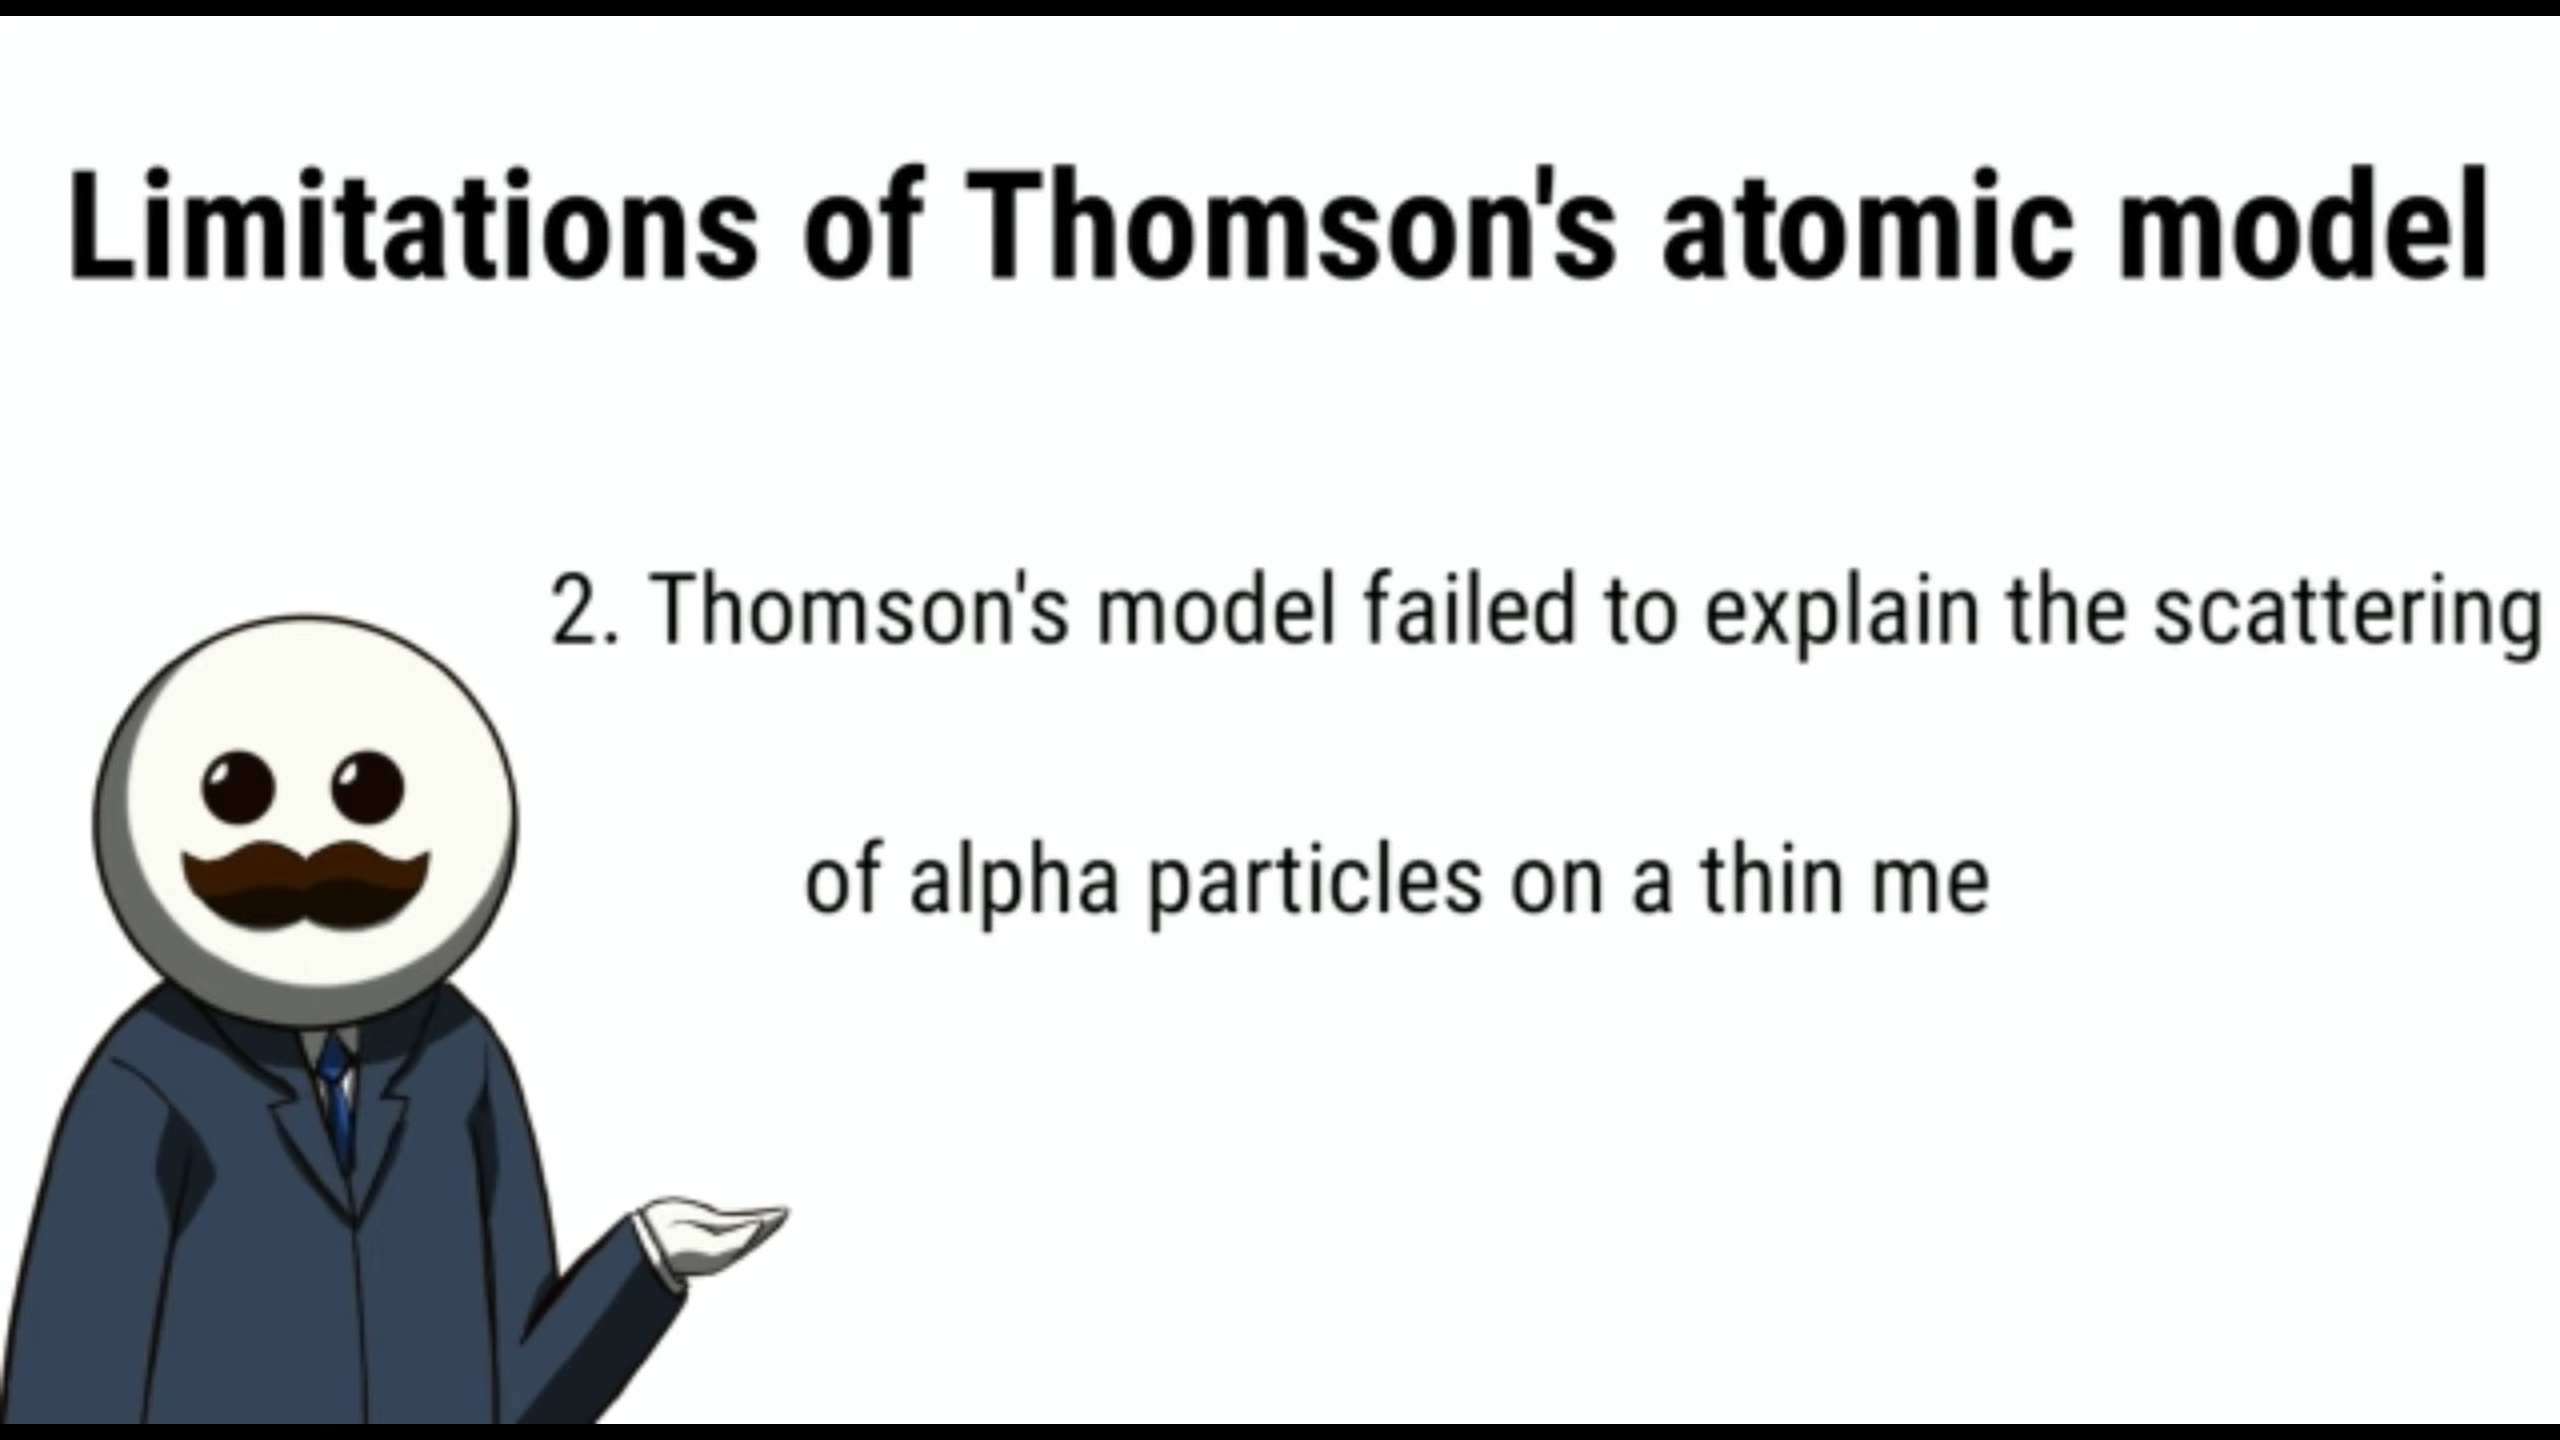 Limitations of Thomson's atomic model
2. Thomson's model failed to explain the scattering
of alpha particles on a thin me